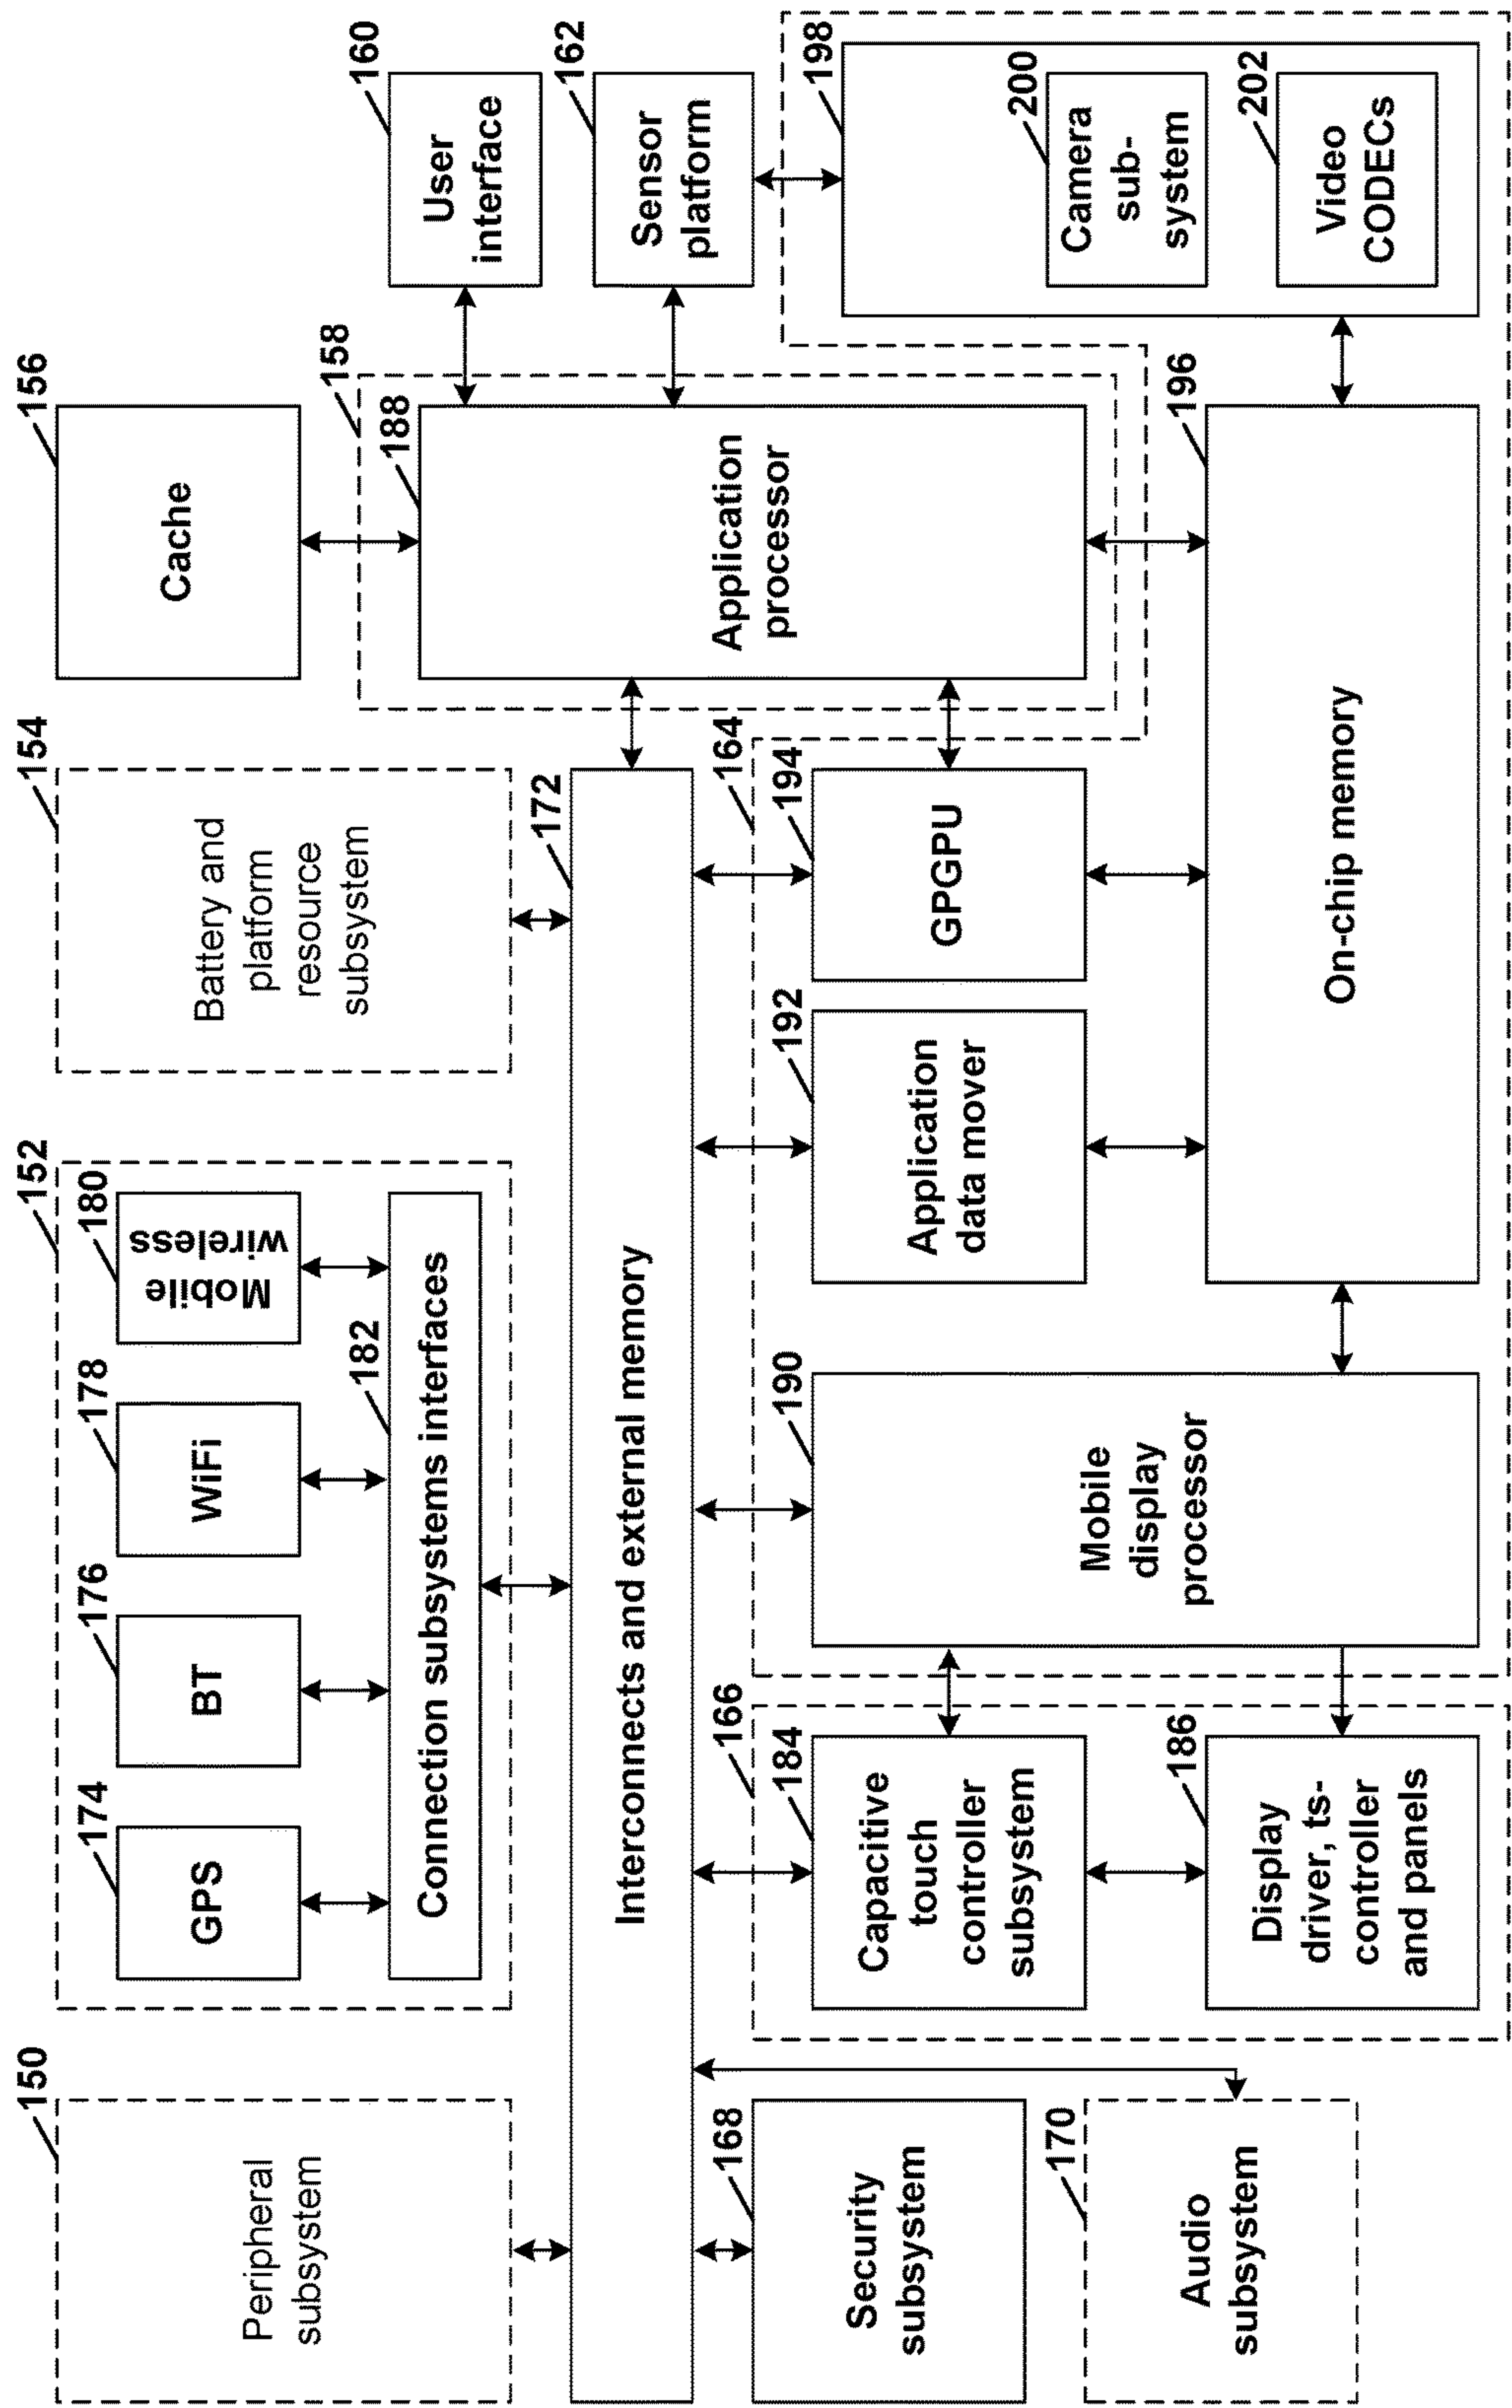 150
Peripheral
subsystem
152
174
GPS
176
BT
178
WiFi
180
Mobile
wireless
182
Connection subsystems interfaces
154
Battery and
platform
resource
subsystem
156
Cache
172
Interconnects and external memory
158
188
Application
processor
160
User
interface
162
Sensor
platform
168
Security
subsystem
170
Audio
subsystem
166
184
Capacitive
touch
controller
subsystem
186
Display
driver, ts-
controller
and panels
164
190
Mobile
display
processor
192
Application
data mover
194
GPGPU
196
On-chip memory
198
200
Camera
sub-
system
202
Video
CODECs